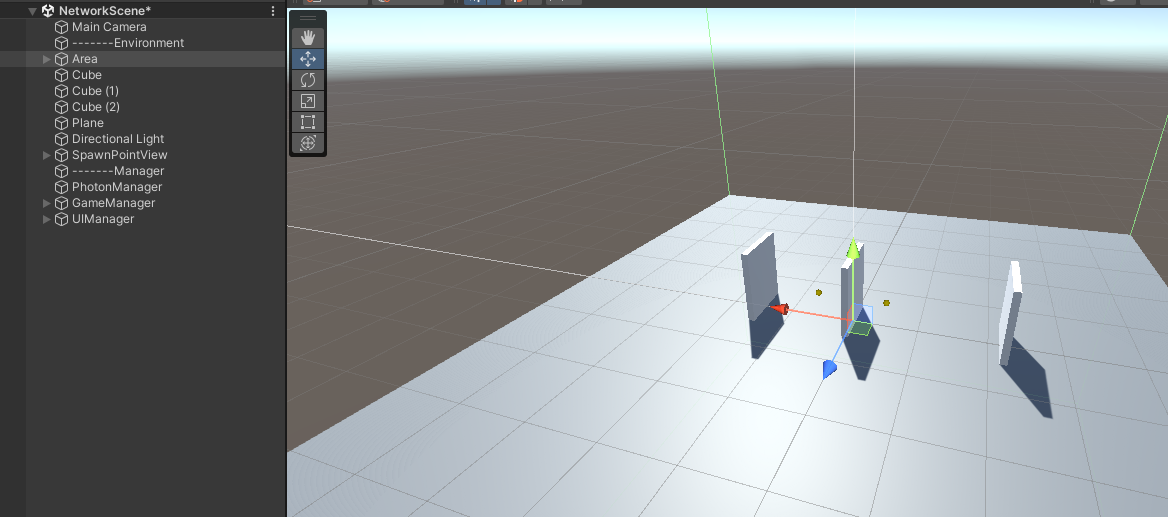 NetworkScene*
Main Camera
-------Environment
Area
Cube
Cube (1)
Cube (2)
Plane
Directional Light
SpawnPointView
-------Manager
PhotonManager
GameManager
UIManager